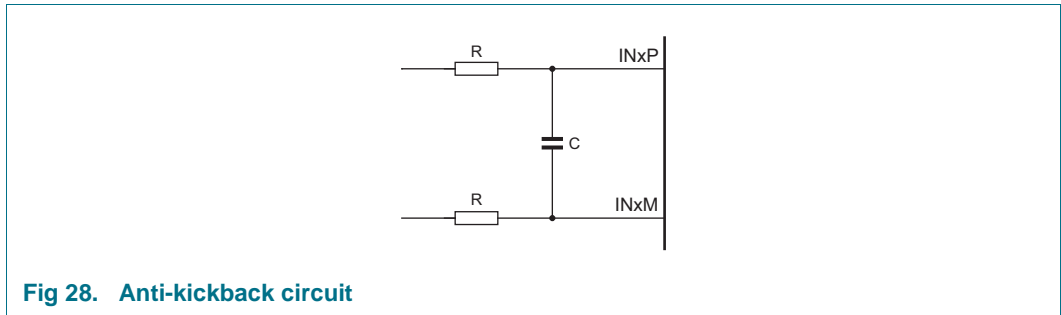 R
INxP
C
R
INxM
Fig 28. Anti-kickback circuit